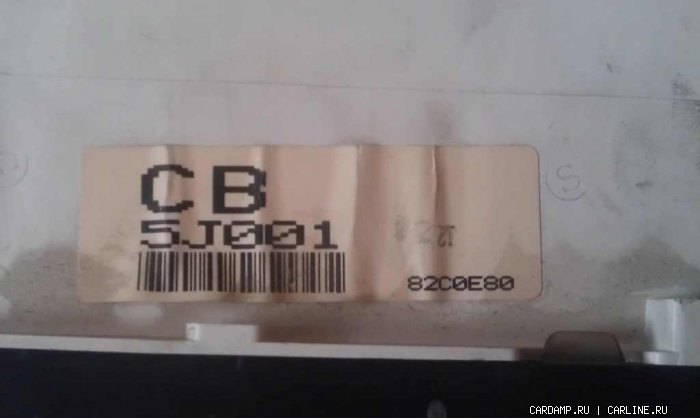 CB
5J001
82C0E80
S
CARDAMP.RU | CARLINE.RU